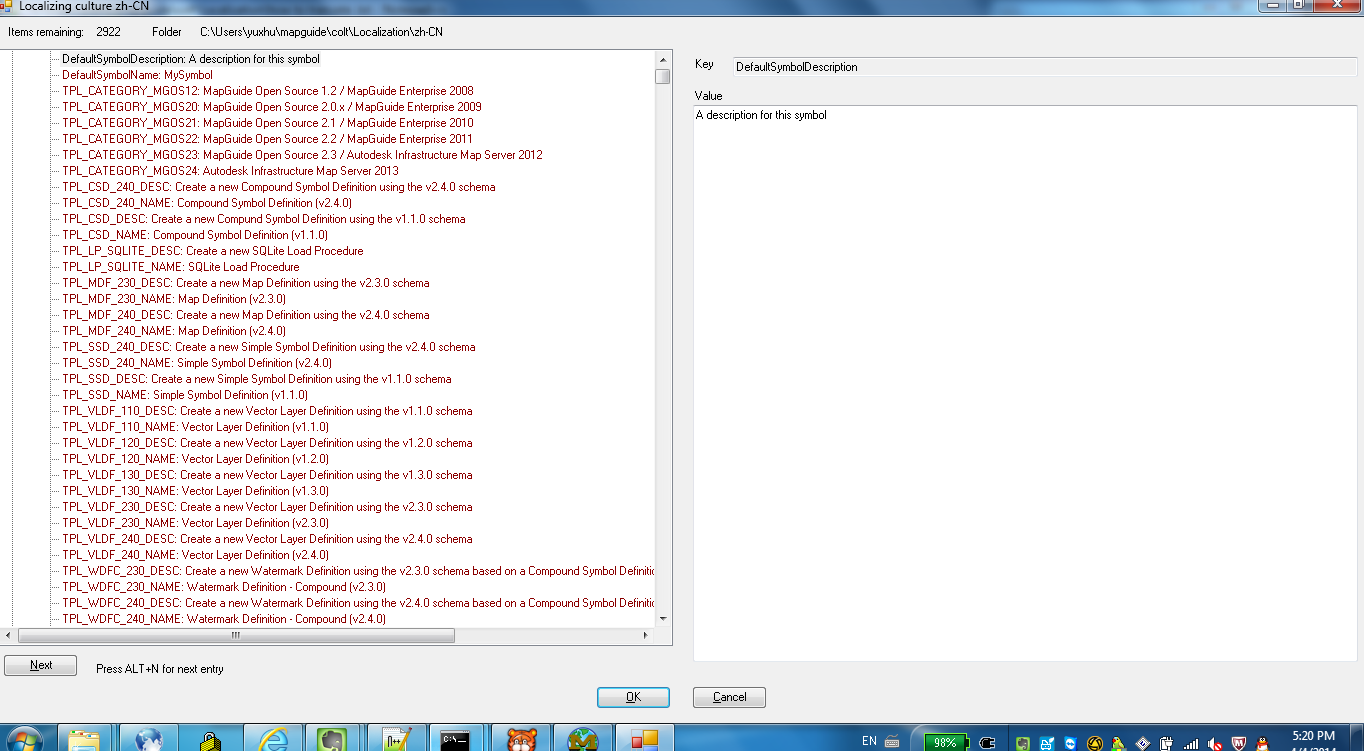 Localizing culture zh-CN
Items remaining: 2922 Folder C:\Users\yuxhu\mapguide\colt\Localization\zh-CN
DefaultSymbolDescription: A description for this symbol
DefaultSymbolName: MySymbol
TPL_CATEGORY_MGOS12: MapGuide Open Source 1.2 / MapGuide Enterprise 2008
TPL_CATEGORY_MGOS20: MapGuide Open Source 2.0.x / MapGuide Enterprise 2009
TPL_CATEGORY_MGOS21: MapGuide Open Source 2.1 / MapGuide Enterprise 2010
TPL_CATEGORY_MGOS22: MapGuide Open Source 2.2 / MapGuide Enterprise 2011
TPL_CATEGORY_MGOS23: MapGuide Open Source 2.3 / Autodesk Infrastructure Map Server 2012
TPL_CATEGORY_MGOS24: Autodesk Infrastructure Map Server 2013
TPL_CSD_240_DESC: Create a new Compound Symbol Definition using the v2.4.0 schema
TPL_CSD_240_NAME: Compound Symbol Definition (v2.4.0)
TPL_CSD_DESC: Create a new Compund Symbol Definition using the v1.1.0 schema
TPL_CSD_NAME: Compound Symbol Definition (v1.1.0)
TPL_LP_SQLITE_DESC: Create a new SQLite Load Procedure
TPL_LP_SQLITE_NAME: SQLite Load Procedure
TPL_MDF_230_DESC: Create a new Map Definition using the v2.3.0 schema
TPL_MDF_230_NAME: Map Definition (v2.3.0)
TPL_MDF_240_DESC: Create a new Map Definition using the v2.4.0 schema
TPL_MDF_240_NAME: Map Definition (v2.4.0)
TPL_SSD_240_DESC: Create a new Simple Symbol Definition using the v2.4.0 schema
TPL_SSD_240_NAME: Simple Symbol Definition (v2.4.0)
TPL_SSD_DESC: Create a new Simple Symbol Definition using the v1.1.0 schema
TPL_SSD_NAME: Simple Symbol Definition (v1.1.0)
TPL_VLDF_110_DESC: Create a new Vector Layer Definition using the v1.1.0 schema
TPL_VLDF_110_NAME: Vector Layer Definition (v1.1.0)
TPL_VLDF_120_DESC: Create a new Vector Layer Definition using the v1.2.0 schema
TPL_VLDF_120_NAME: Vector Layer Definition (v1.2.0)
TPL_VLDF_130_DESC: Create a new Vector Layer Definition using the v1.3.0 schema
TPL_VLDF_130_NAME: Vector Layer Definition (v1.3.0)
TPL_VLDF_230_DESC: Create a new Vector Layer Definition using the v2.3.0 schema
TPL_VLDF_230_NAME: Vector Layer Definition (v2.3.0)
TPL_VLDF_240_DESC: Create a new Vector Layer Definition using the v2.4.0 schema
TPL_VLDF_240_NAME: Vector Layer Definition (v2.4.0)
TPL_WDFC_230_DESC: Create a new Watermark Definition using the v2.3.0 schema based on a Compound Symbol Definitic
TPL_WDFC_230_NAME: Watermark Definition - Compound (v2.3.0)
TPL_WDFC_240_DESC: Create a new Watermark Definition using the v2.4.0 schema based on a Compound Symbol Definitic
TPL_WDFC_240_NAME: Watermark Definition - Compound (v2.4.0)
Key DefaultSymbolDescription
Value
A description for this symbol
Next Press ALT+N for next entry
OK Cancel
EN 98% 5:20 PM